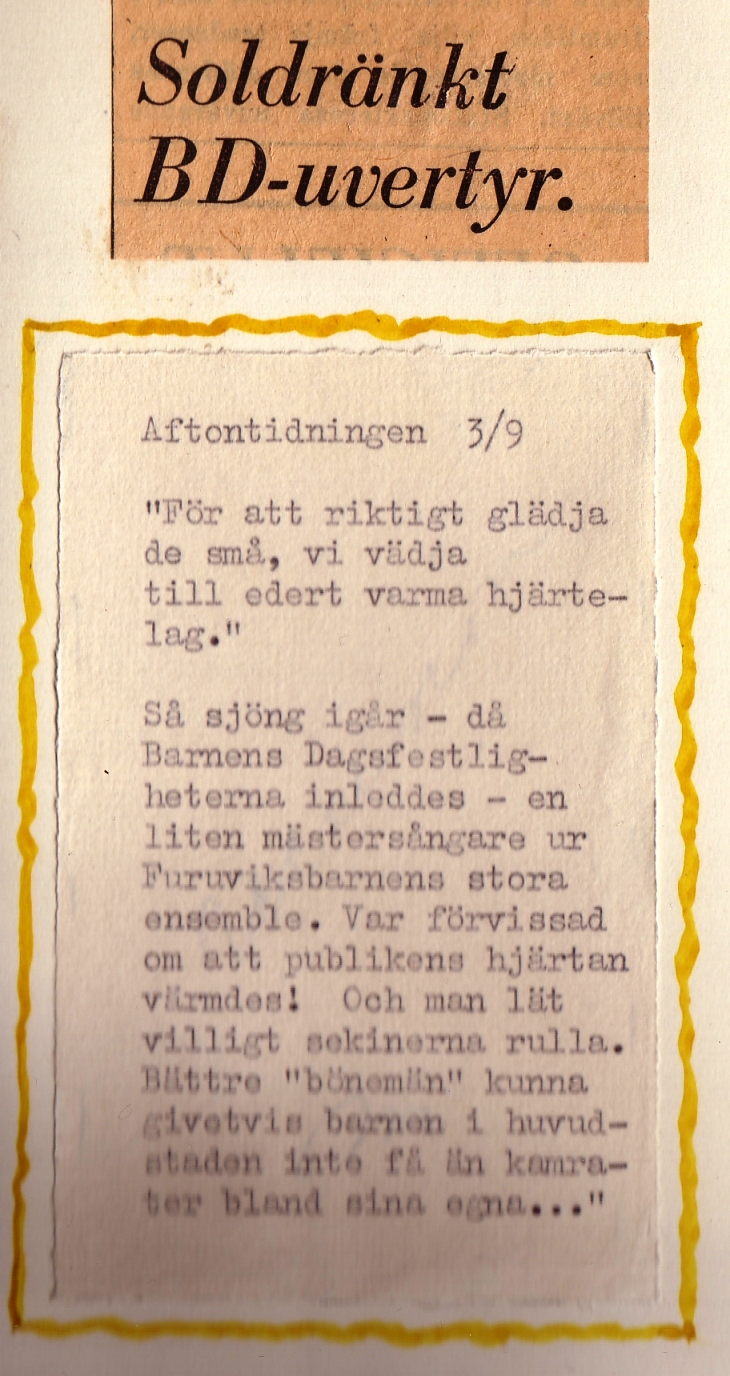 Soldränkt
BD-uvertyr.
Aftontidningen 3/9
"För att riktigt glädja
de små, vi vädja
till edert varma hjärte-
lag."
Så sjöng igår - då
Barnens Dagsfestlig-
heterna inleddes - en
liten mästersångare ur
Furuviksbarnens stora
ensemble. Var förvissad
om att publikens hjärtan
värmdes! Och man lät
villigt sekinerna rulla.
Bättre "bönemän" kunna
givetvis barnen i huvud-
staden inte få än kamra-
ter bland sina egna..."